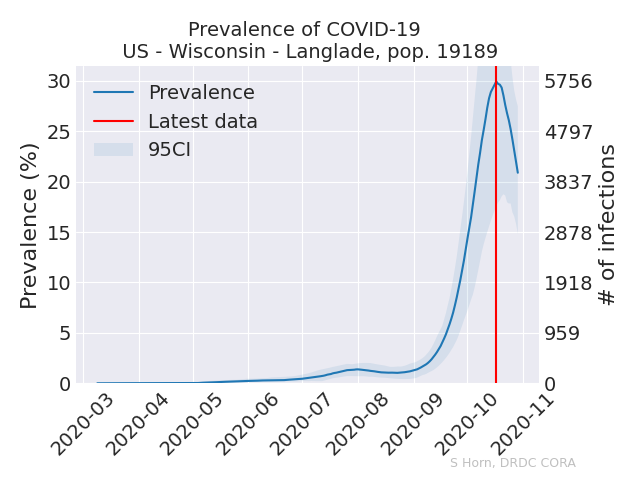 Prevalence of COVID-19
US - Wisconsin - Langlade, pop. 19189
Prevalence
Latest data
95CI
Prevalence (%)
30
25
20
15
10
5
0
5756
4797
3837
2878
1918
959
0
# of infections
2020-03
2020-04
2020-05
2020-06
2020-07
2020-08
2020-09
2020-10
2020-11
S Horn, DRDC CORA